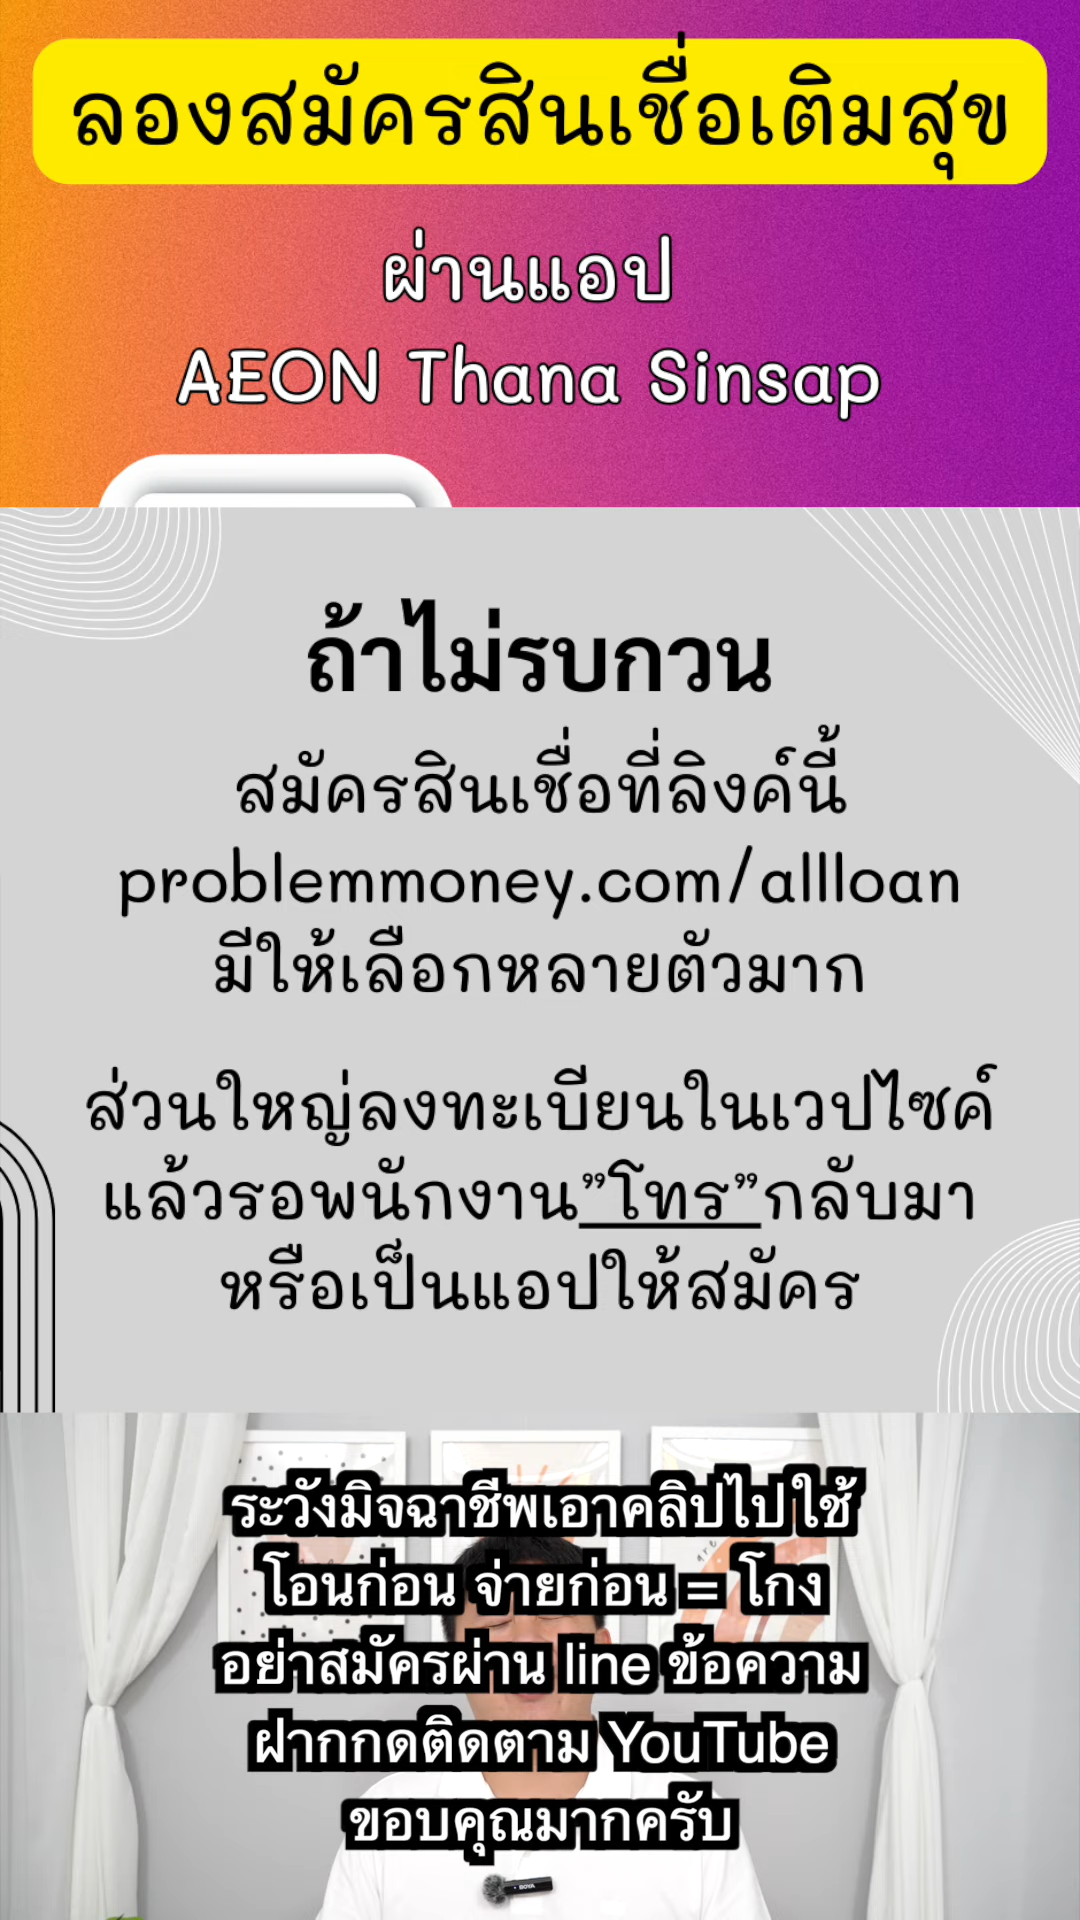 ลองสมัครสินเชื่อเติมสุข
ผ่านแอป
AEON Thana Sinsap
ถ้าไม่รบกวน
สมัครสินเชื่อที่ลิงค์นี้
problemmoney.com/allloan
มีให้เลือกหลายตัวมาก
ส่วนใหญ่ลงทะเบียนในเวปไซค์
แล้วรอพนักงาน"โทร"กลับมา
หรือเป็นแอปให้สมัคร
ระวังมิจฉาชีพเอาคลิปไปใช้
โอนก่อน จ่ายก่อน = โกง
อย่าสมัครผ่าน line ข้อความ
ฝากกดติดตาม YouTube
ขอบคุณมากครับ
BOYA